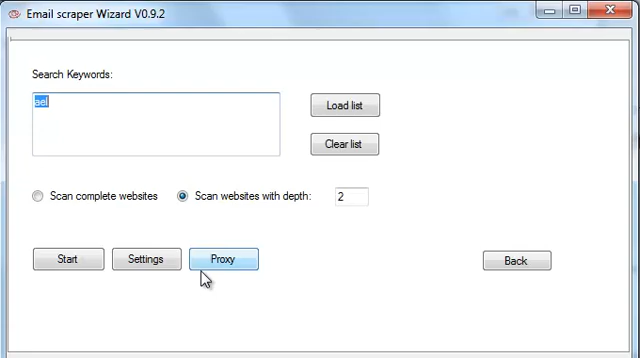 Email scraper Wizard V0.9.2
Search Keywords:
ael
Load list
Clear list
Scan complete websites
Scan websites with depth:
2
Start
Settings
Proxy
Back